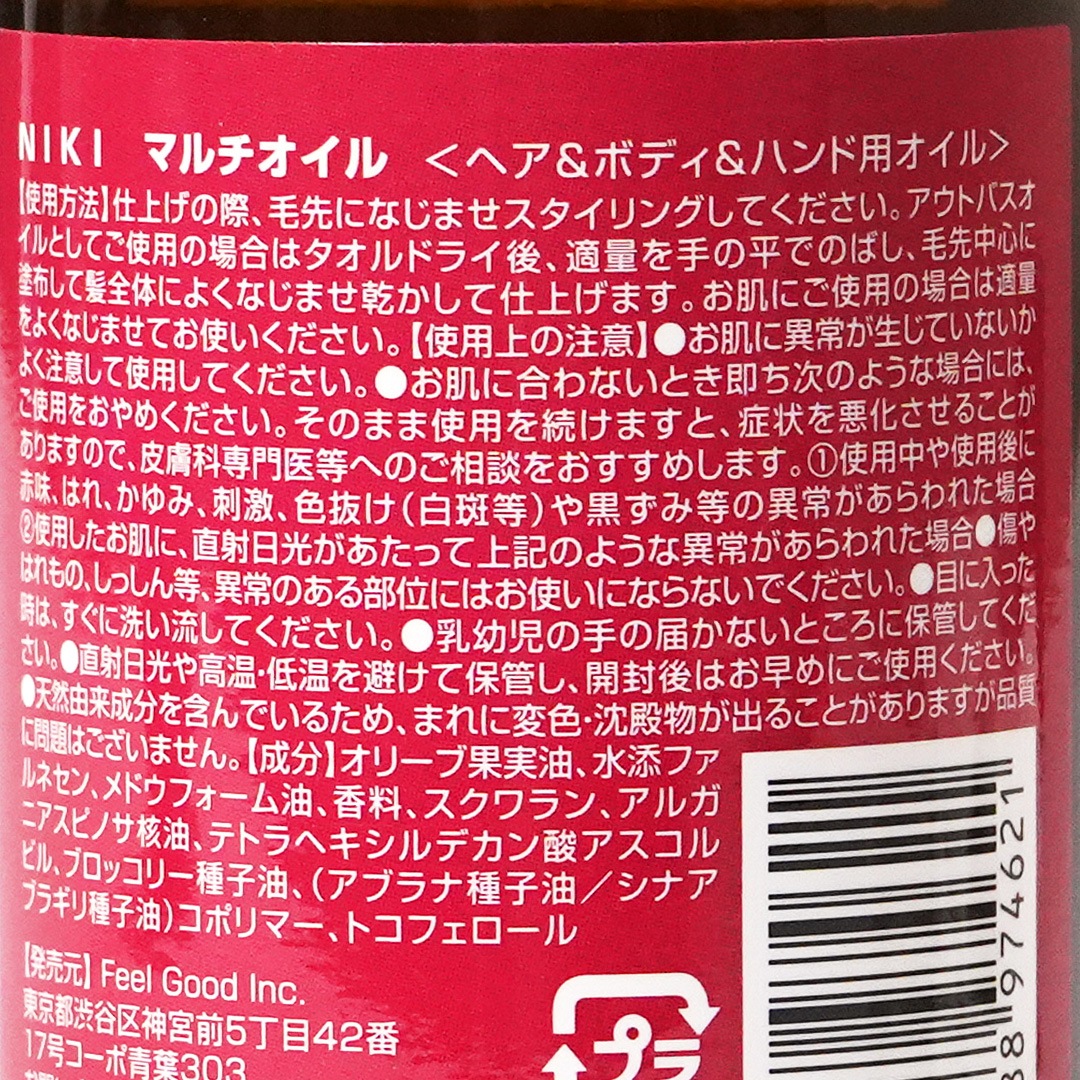 NIKI マルチオイル <ヘア&ボディ&ハンド用オイル>
【使用方法】仕上げの際、毛先になじませスタイリングしてください。アウトバスオ
イルとしてご使用の場合はタオルドライ後、適量を手の平でのばし、毛先中心に
塗布して髪全体によくなじませ乾かして仕上げます。お肌にご使用の場合は適量
をよくなじませてお使いください。【使用上の注意】●お肌に異常が生じていないか
よく注意して使用してください。●お肌に合わないとき即ち次のような場合には、
ご使用をおやめください。そのまま使用を続けますと、症状を悪化させることが
ありますので、皮膚科専門医等へのご相談をおすすめします。①使用中や使用後に
赤味、はれ、かゆみ、刺激、色抜け(白斑等)や黒ずみ等の異常があらわれた場合
②使用したお肌に、直射日光があたって上記のような異常があらわれた場合●傷や
はれもの、しっしん等、異常のある部位にはお使いにならないでください。●目に入った
時は、すぐに洗い流してください。●乳幼児の手の届かないところに保管してくだ
さい。●直射日光や高温・低温を避けて保管し、開封後はお早めにご使用ください。
●天然由来成分を含んでいるため、まれに変色・沈殿物が出ることがありますが品質
に問題はございません。【成分】オリーブ果実油、水添ファ
ルネセン、メドウフォーム油、香料、スクワラン、アルガ
ニアスピノサ核油、テトラヘキシルデカン酸アスコル
ビル、ブロッコリー種子油、(アブラナ種子油/シナア
ブラギリ種子油)コポリマー、トコフェロール
【発売元】Feel Good Inc.
東京都渋谷区神宮前5丁目42番
17号コーポ青葉303
プラ
8897462 1